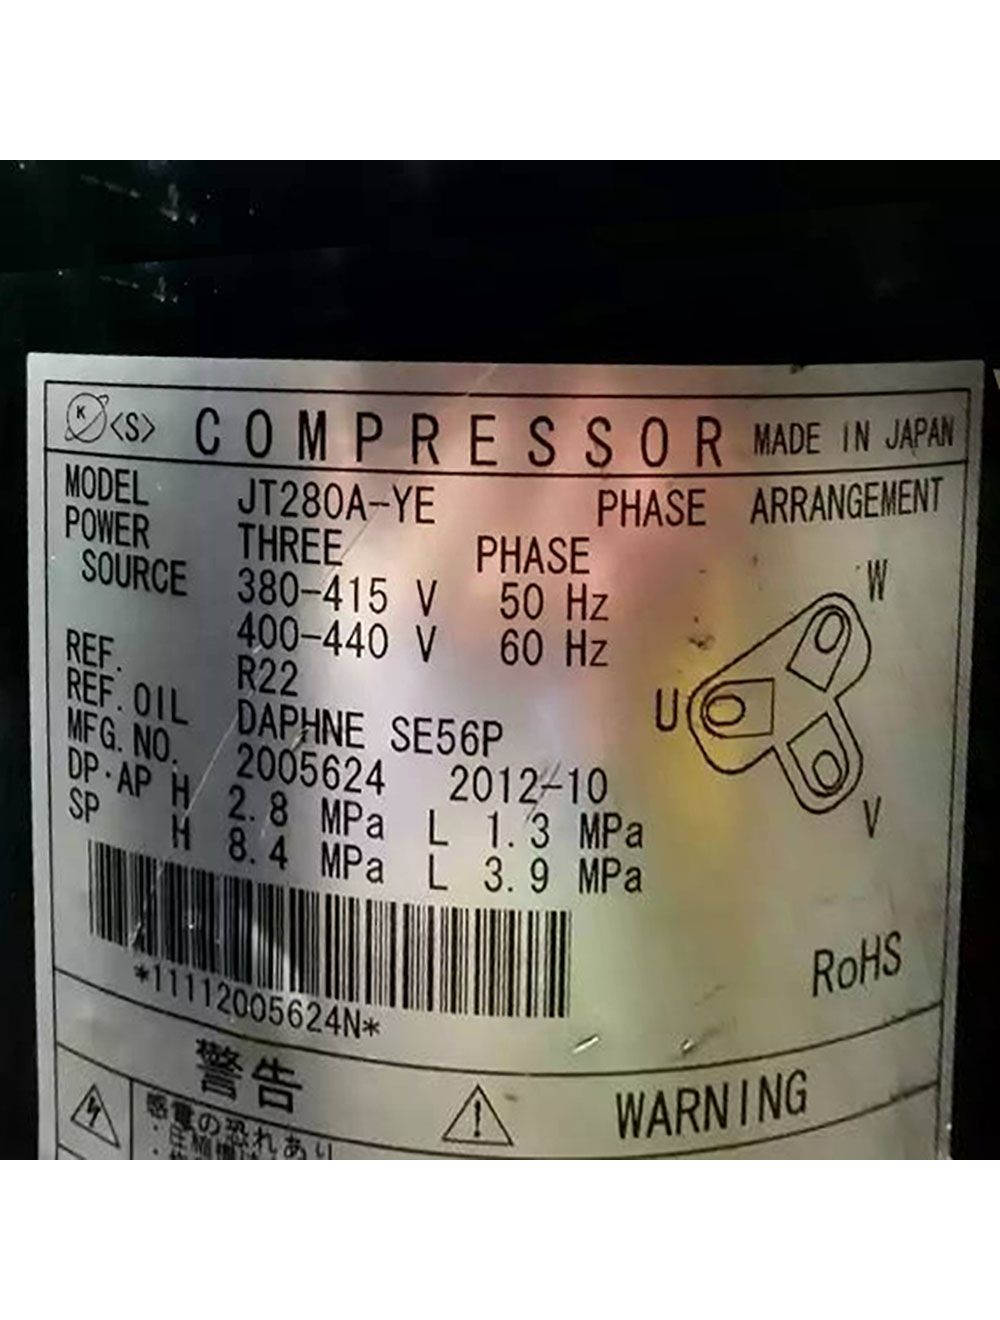 K <S> COMPRESSOR MADE IN JAPAN
MODEL JT280A-YE PHASE ARRANGEMENT
POWER THREE PHASE
SOURCE 380-415 V 50 Hz
400-440 V 60 Hz
W
U
V
REF. R22
REF. OIL DAPHNE SE56P
MFG. NO. 2005624 2012-10
DP·AP H 2.8 MPa L 1.3 MPa
SP H 8.4 MPa L 3.9 MPa
*11112005624N*
RoHS
警告 WARNING
感電の恐れあり